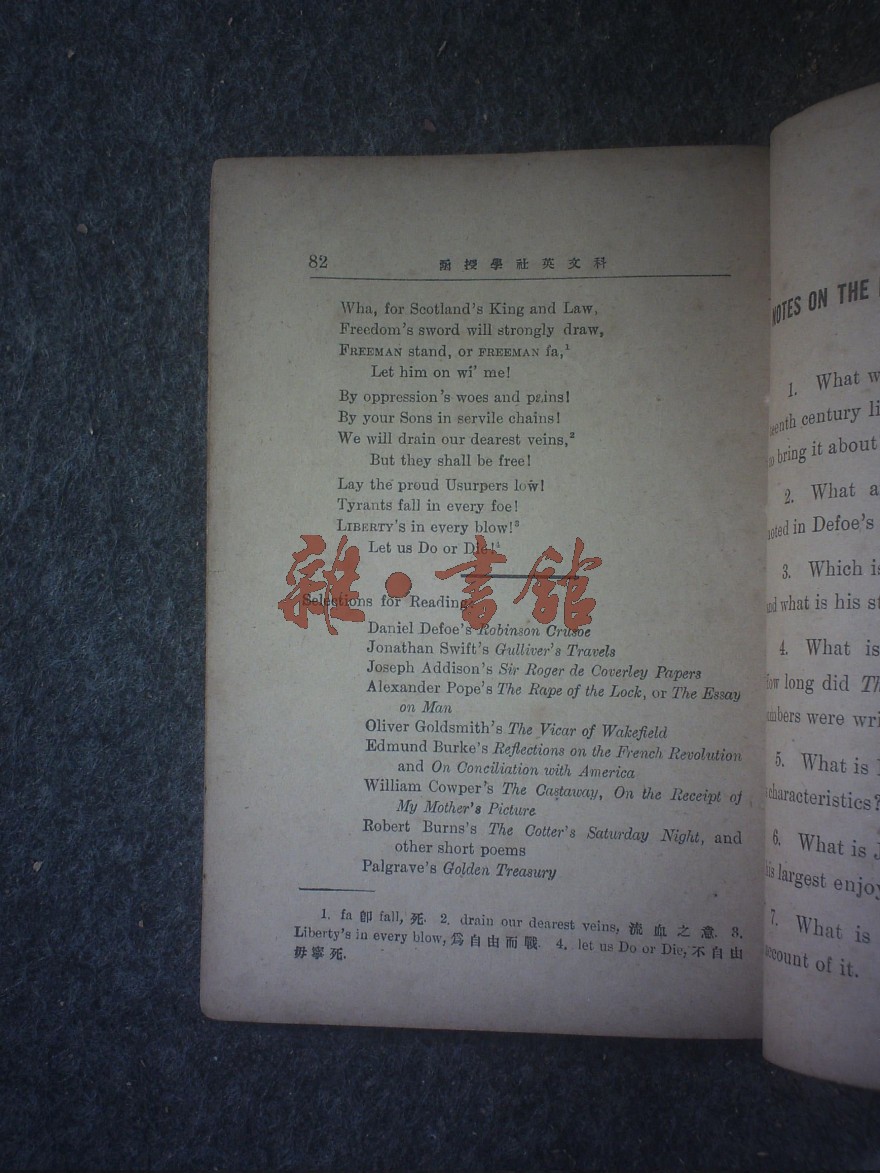 82
科文英社學授函
Wha, for Scotland's King and Law,
Freedom's sword will strongly draw,
FREEMAN stand, or FREEMAN fa,¹
Let him on wi' me!
By oppression's woes and pains!
By your Sons in servile chains!
We will drain our dearest veins,²
But they shall be free!
Lay the proud Usurpers low!
Tyrants fall in every foe!
LIBERTY's in every blow!³
Let us Do or Die!⁴
雜·書館
Selections for Reading
Daniel Defoe's Robinson Crusoe
Jonathan Swift's Gulliver's Travels
Joseph Addison's Sir Roger de Coverley Papers
Alexander Pope's The Rape of the Lock, or The Essay
on Man
Oliver Goldsmith's The Vicar of Wakefield
Edmund Burke's Reflections on the French Revolution
and On Conciliation with America
William Cowper's The Castaway, On the Receipt of
My Mother's Picture
Robert Burns's The Cotter's Saturday Night, and
other short poems
Palgrave's Golden Treasury
1. fa 卽 fall, 死. 2. drain our dearest veins, 流血之意. 3.
Liberty's in every blow, 爲自由而戰. 4. let us Do or Die, 不自由
毋寧死.
NOTES ON THE
1. What
century
bring it about
2. What
noted in Defoe's
3. Which is
and what is his
4. What is
How long did
numbers were
5. What is
characteristics?
6. What is
his largest
7. What is
account of it.